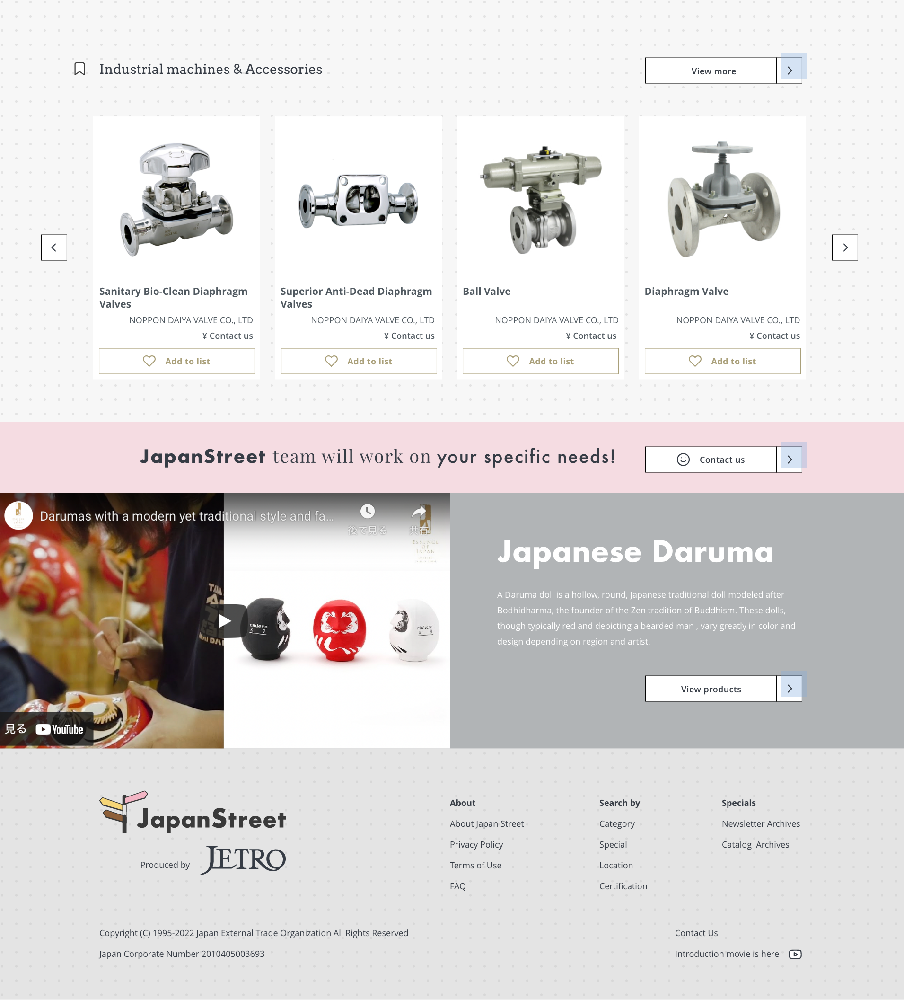 Industrial machines & Accessories
View more
Sanitary Bio-Clean Diaphragm
Valves
NOPPON DAIYA VALVE CO., LTD
¥ Contact us
Add to list
Superior Anti-Dead Diaphragm
Valves
NOPPON DAIYA VALVE CO., LTD
¥ Contact us
Add to list
Ball Valve
NOPPON DAIYA VALVE CO., LTD
¥ Contact us
Add to list
Diaphragm Valve
NOPPON DAIYA VALVE CO., LTD
¥ Contact us
Add to list
JapanStreet team will work on your specific needs!
Contact us
Darumas with a modern yet traditional style and fa...
後で見る
共有
ESSENCE
OF
JAPAN
cadere
x 7
x 8
見る YouTube
Japanese Daruma
A Daruma doll is a hollow, round, Japanese traditional doll modeled after
Bodhidharma, the founder of the Zen tradition of Buddhism. These dolls,
though typically red and depicting a bearded man , vary greatly in color and
design depending on region and artist.
View products
JapanStreet
Produced by JETRO
About
About Japan Street
Privacy Policy
Terms of Use
FAQ
Search by
Category
Special
Location
Certification
Specials
Newsletter Archives
Catalog Archives
Copyright (C) 1995-2022 Japan External Trade Organization All Rights Reserved
Japan Corporate Number 2010405003693
Contact Us
Introduction movie is here